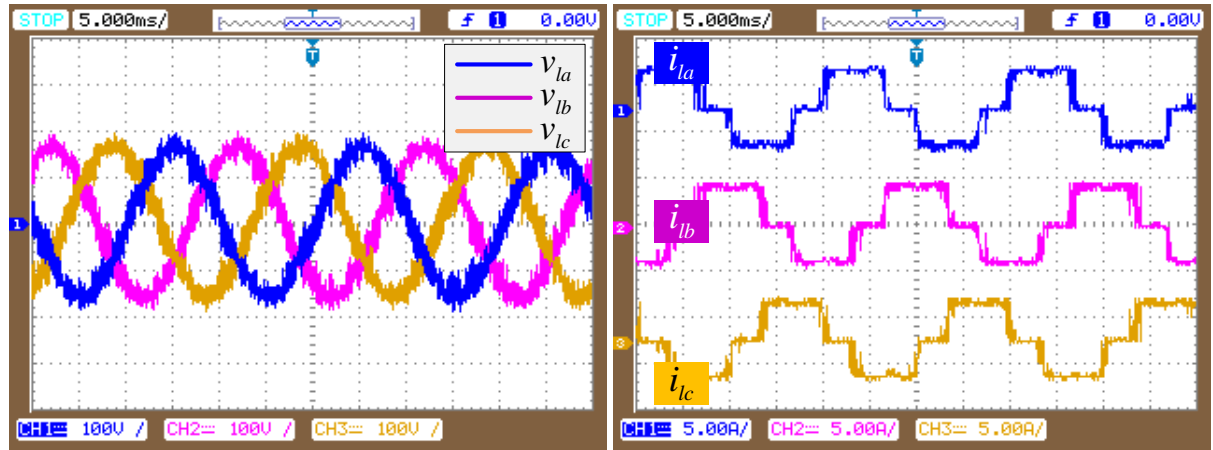 STOP 5.000ms/ T f 1 0.00V
T
v_la
v_lb
v_lc
1
CH1 100V / CH2 100V / CH3 100V /
STOP 5.000ms/ T f 1 0.00V
T
i_la
1
i_lb
2
3
i_lc
CH1 5.00A/ CH2 5.00A/ CH3 5.00A/